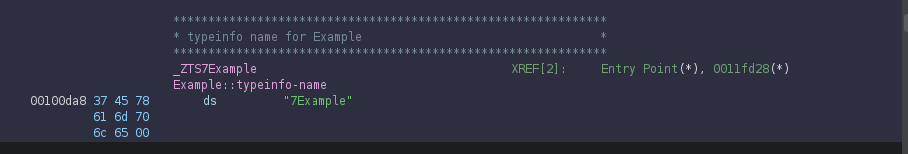 ************************************************************
* typeinfo name for Example *
************************************************************
_ZTS7Example XREF[2]: Entry Point(*), 0011fd28(*)
Example::typeinfo-name
00100da8 37 45 78 ds "7Example"
61 6d 70
6c 65 00